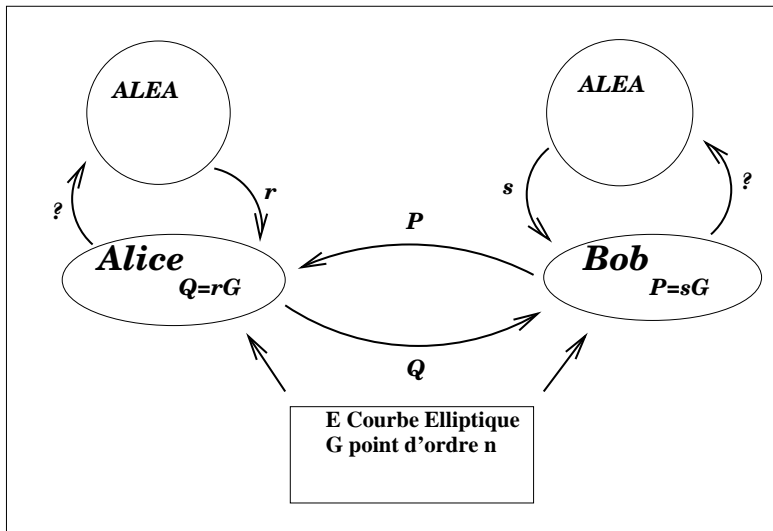 ALEA
ALEA
?
r
s
?
P
Alice
Q=rG
Bob
P=sG
Q
E Courbe Elliptique
G point d'ordre n